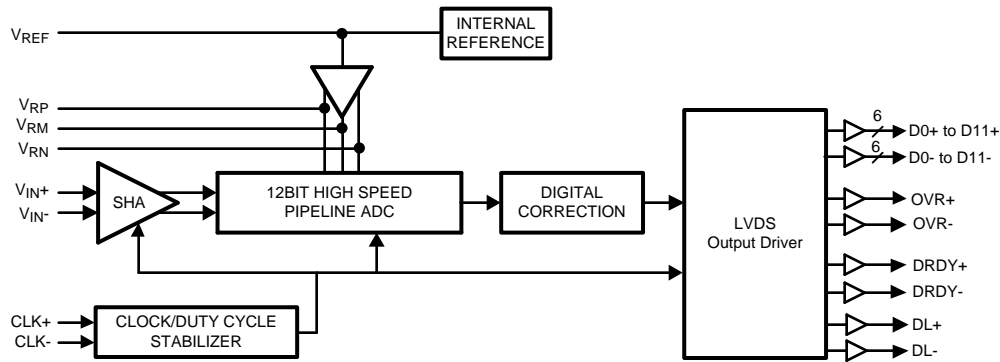 INTERNAL
REFERENCE
VREF
VRP
VRM
VRN
VIN+
VIN-
SHA
12BIT HIGH SPEED
PIPELINE ADC
DIGITAL
CORRECTION
LVDS
Output Driver
6
D0+ to D11+
6
D0- to D11-
OVR+
OVR-
DRDY+
DRDY-
DL+
DL-
CLK+
CLK-
CLOCK/DUTY CYCLE
STABILIZER